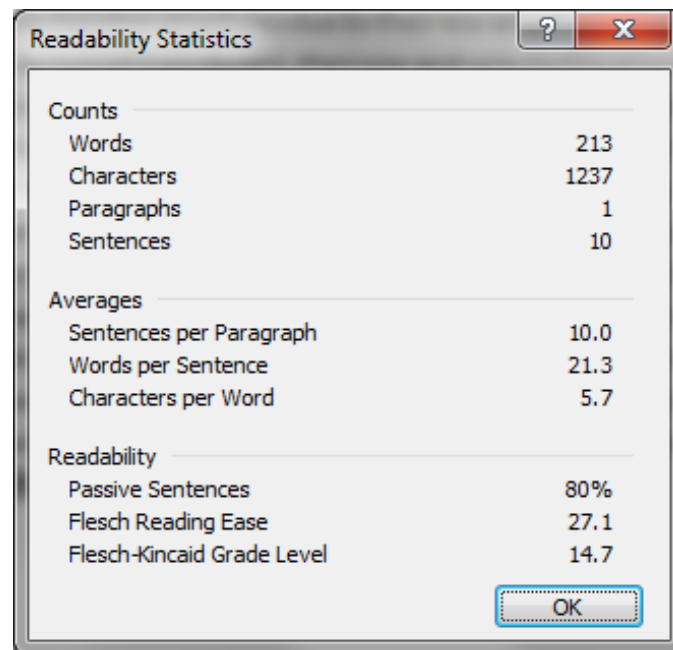 Readability Statistics
Counts
Words 213
Characters 1237
Paragraphs 1
Sentences 10
Averages
Sentences per Paragraph 10.0
Words per Sentence 21.3
Characters per Word 5.7
Readability
Passive Sentences 80%
Flesch Reading Ease 27.1
Flesch-Kincaid Grade Level 14.7
OK